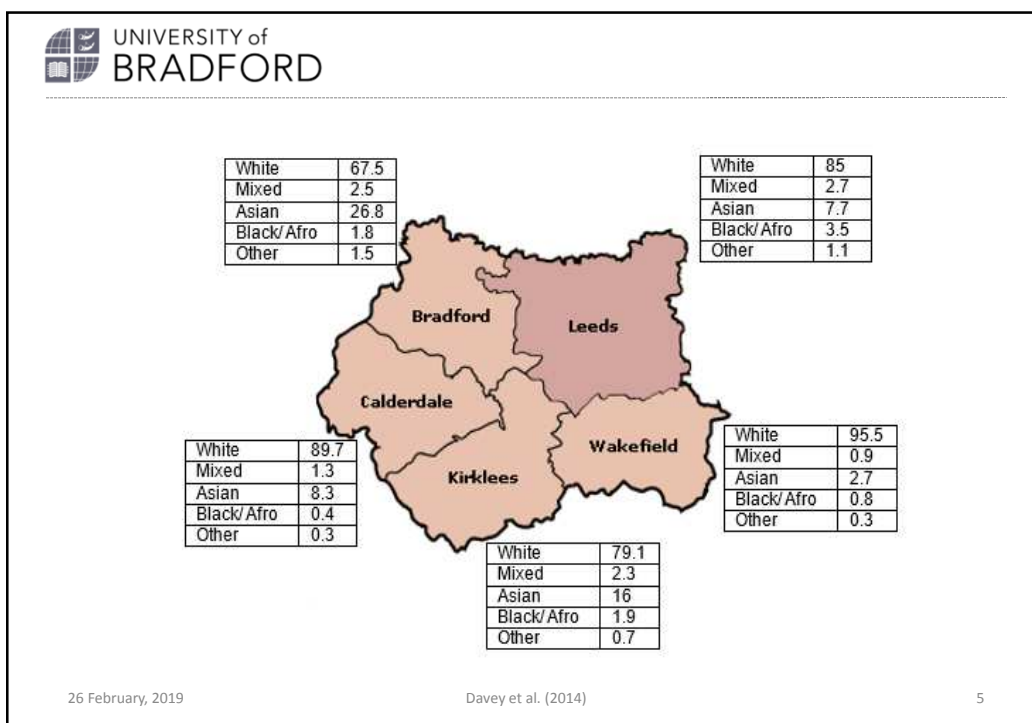 UNIVERSITY of
BRADFORD
White 67.5
Mixed 2.5
Asian 26.8
Black/Afro 1.8
Other 1.5
White 85
Mixed 2.7
Asian 7.7
Black/Afro 3.5
Other 1.1
Bradford
Leeds
Calderdale
Wakefield
Kirklees
White 89.7
Mixed 1.3
Asian 8.3
Black/Afro 0.4
Other 0.3
White 95.5
Mixed 0.9
Asian 2.7
Black/Afro 0.8
Other 0.3
White 79.1
Mixed 2.3
Asian 16
Black/Afro 1.9
Other 0.7
26 February, 2019
Davey et al. (2014)
5